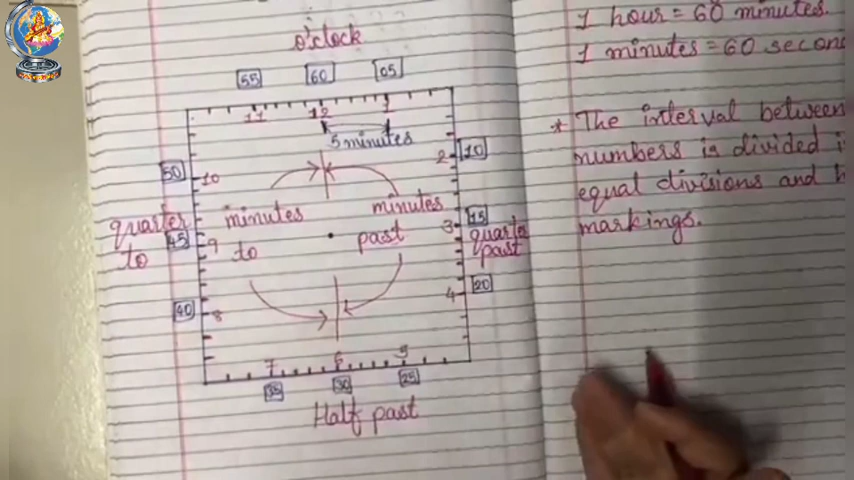 o'clock
55 60 05
11 12 1
5 minutes
50 10 2 10
minutes minutes
quarter 45 9 to past 3 15 quarter
to past
40 8 4 20
7 6 5
35 30 25
Half past
1 hour = 60 minutes.
1 minutes = 60 secon
* The interval between
numbers is divided i
equal divisions and h
markings.